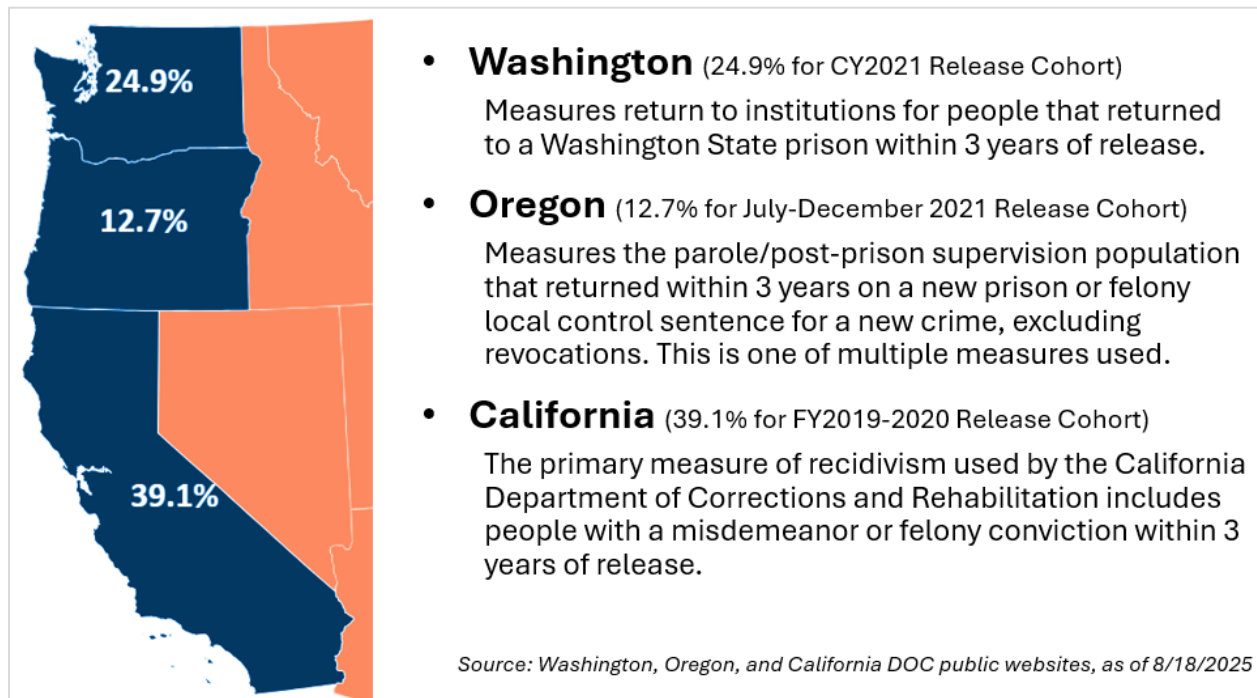 24.9%
12.7%
39.1%
• Washington (24.9% for CY2021 Release Cohort)
Measures return to institutions for people that returned
to a Washington State prison within 3 years of release.
• Oregon (12.7% for July-December 2021 Release Cohort)
Measures the parole/post-prison supervision population
that returned within 3 years on a new prison or felony
local control sentence for a new crime, excluding
revocations. This is one of multiple measures used.
• California (39.1% for FY2019-2020 Release Cohort)
The primary measure of recidivism used by the California
Department of Corrections and Rehabilitation includes
people with a misdemeanor or felony conviction within 3
years of release.
Source: Washington, Oregon, and California DOC public websites, as of 8/18/2025